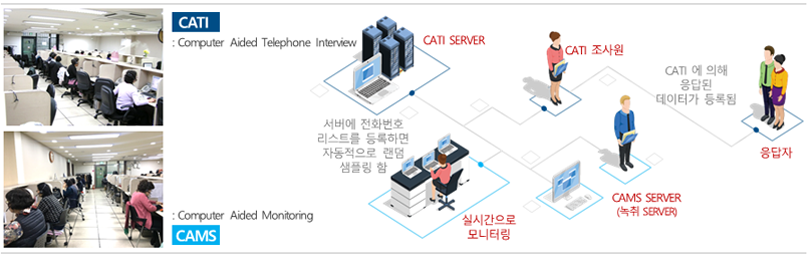 CATI
: Computer Aided Telephone Interview
CATI SERVER
CATI 조사원
CATI 에 의해
응답된
데이터가 등록됨
서버에 전화번호
리스트를 등록하면
자동적으로 랜덤
샘플링 함
응답자
CAMS SERVER
(녹취 SERVER)
실시간으로
모니터링
: Computer Aided Monitoring
CAMS